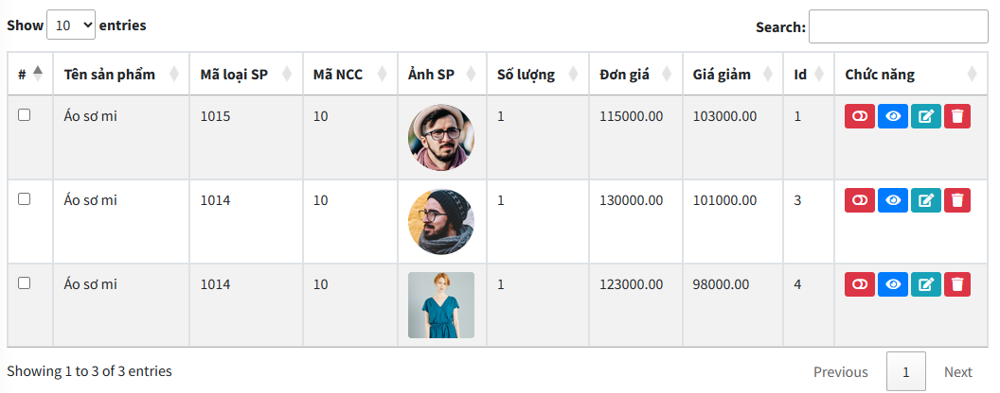 Show 10 entries Search:
# Tên sản phẩm Mã loại SP Mã NCC Ảnh SP Số lượng Đơn giá Giá giảm Id Chức năng
Áo sơ mi 1015 10 1 115000.00 103000.00 1
Áo sơ mi 1014 10 1 130000.00 101000.00 3
Áo sơ mi 1014 10 1 123000.00 98000.00 4
Showing 1 to 3 of 3 entries Previous 1 Next